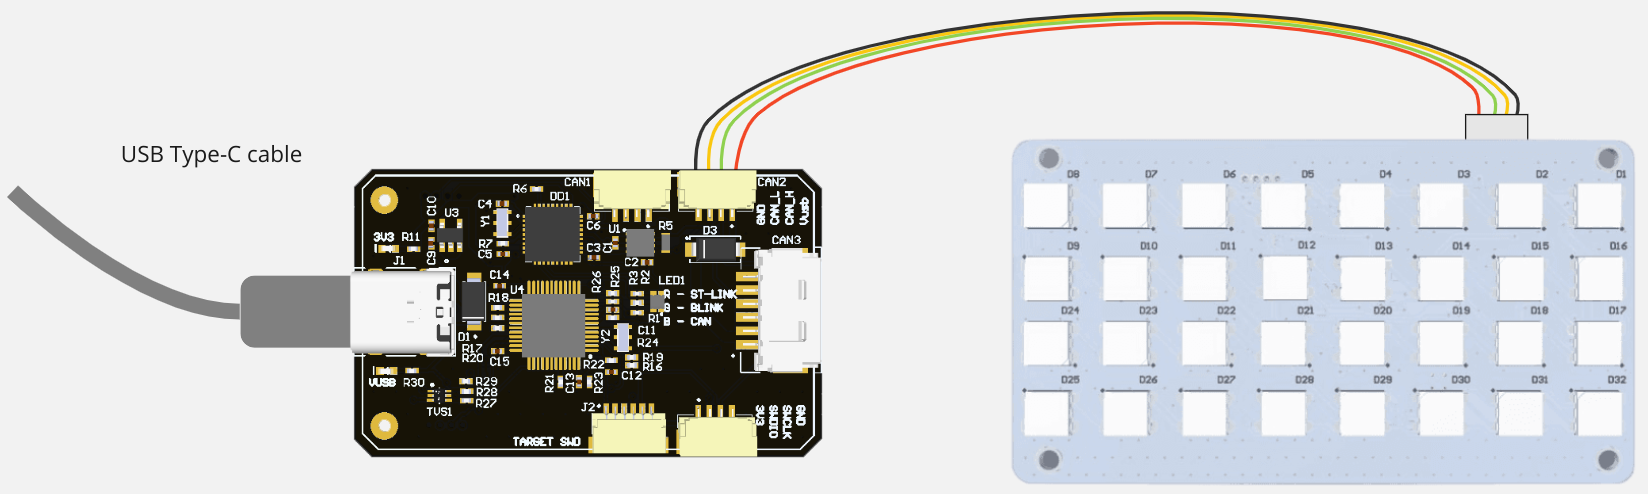 USB Type-C cable
R6
CAN1
CAN2
DD1
C4
C10
U3
Y1
C6
GND
CAN_L
CAN_H
Vusb
3V3
R11
R7
C5
C9
C3
U1
C1
R5
D3
CAN3
J1
C2
C14
R26
R25
R3
R2
LED1
U4
R18
R - ST-LINK
G - BLINK
B - CAN
R1
D1
R17
R20
C15
Y2
C11
R24
R22
R19
R16
C12
VUSB
R30
R29
R28
R27
TVS1
R21
C13
R23
J2
TARGET SWD
3V3
SWDIO
SWCLK
GND
D8 D7 D6 D5 D4 D3 D2 D1
D9 D10 D11 D12 D13 D14 D15 D16
D24 D23 D22 D21 D20 D19 D18 D17
D25 D26 D27 D28 D29 D30 D31 D32